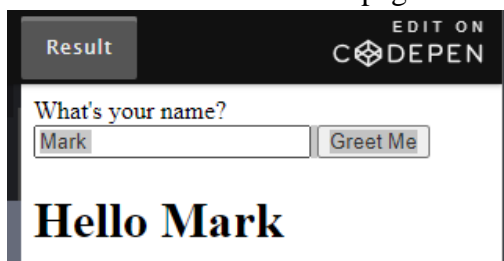 Result
EDIT ON
CODEPEN
What's your name?
Mark Greet Me
Hello Mark